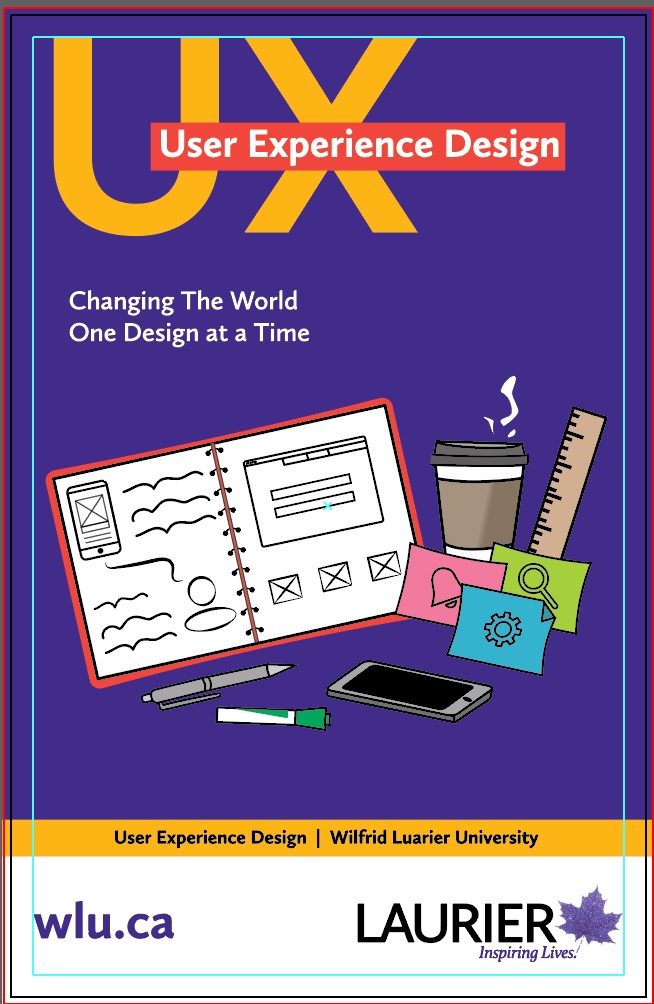 UX
User Experience Design
Changing The World
One Design at a Time
User Experience Design | Wilfrid Luarier University
wlu.ca
LAURIER
Inspiring Lives.